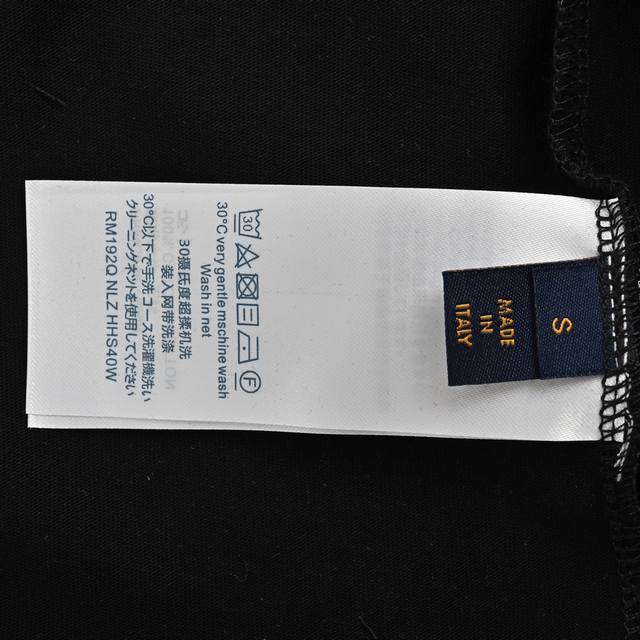 30
30℃ very gentle mschine wash
Wash in net
30摄氏度超柔机洗
装入网带洗涤
30℃以下で手洗コース洗濯機洗い
クリーニングネットを使用してください
RM192Q NLZ HHS40W
MADE
IN
ITALY
S